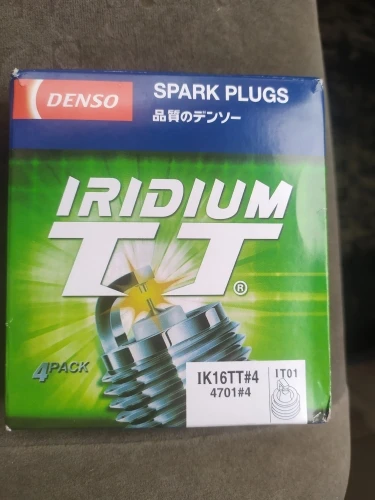 DENSO
SPARK PLUGS
品質のデンソー
IRIDIUM
TT®
4PACK
IK16TT#4
4701#4
IT01